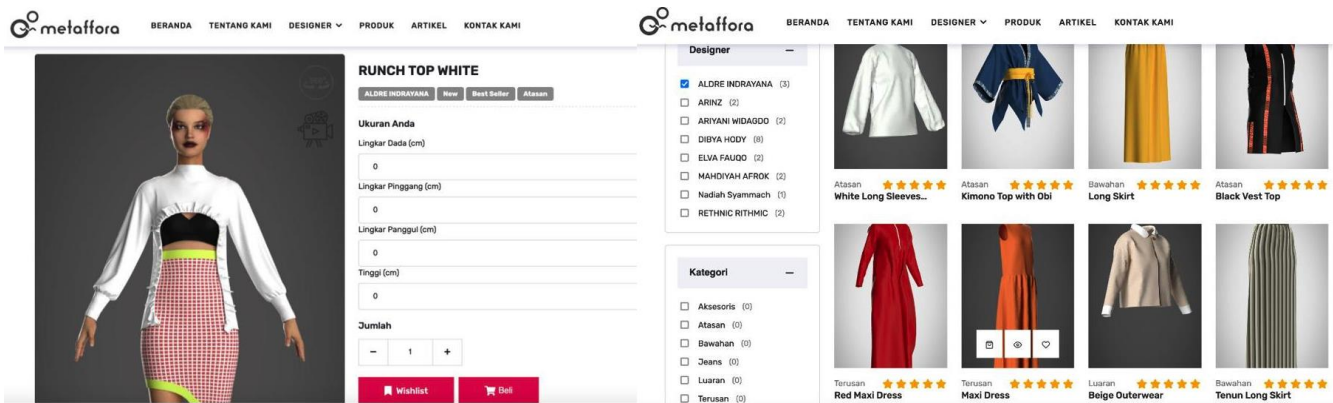 metaffora
BERANDA TENTANG KAMI DESIGNER PRODUK ARTIKEL KONTAK KAMI
RUNCH TOP WHITE
ALDRE INDRAYANA New Best Seller Atasan
Ukuran Anda
Lingkar Dada (cm)
0
Lingkar Pinggang (cm)
0
Lingkar Panggul (cm)
0
Tinggi (cm)
0
Jumlah
− 1 +
Wishlist Beli
metaffora
BERANDA TENTANG KAMI DESIGNER PRODUK ARTIKEL KONTAK KAMI
Designer −
ALDRE INDRAYANA (3)
ARINZ (2)
ARIYANI WIDAGDO (2)
DIBYA HODY (8)
ELVA FAUQO (2)
MAHDIYAH AFROK (2)
Nadiah Syammach (1)
RETHNIC RITHMIC (2)
Kategori −
Aksesoris (0)
Atasan (0)
Bawahan (0)
Jeans (0)
Luaran (0)
Terusan (0)
Atasan
White Long Sleeves...
Atasan
Kimono Top with Obi
Bawahan
Long Skirt
Atasan
Black Vest Top
Terusan
Red Maxi Dress
Terusan
Maxi Dress
Luaran
Beige Outerwear
Bawahan
Tenun Long Skirt